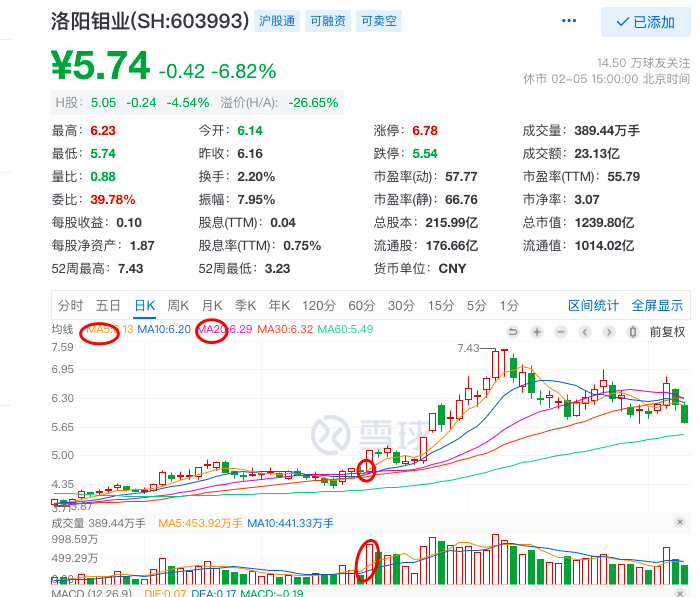 洛阳钼业(SH:603993) 沪股通 可融资 可卖空 ••• 已添加
¥5.74 -0.42 -6.82%
14.50 万球友关注
休市 02-05 15:00:00 北京时间
H股: 5.05 -0.24 -4.54% 溢价(H/A): -26.65%
最高: 6.23 今开: 6.14 涨停: 6.78 成交量: 389.44万手
最低: 5.74 昨收: 6.16 跌停: 5.54 成交额: 23.13亿
量比: 0.88 换手: 2.20% 市盈率(动): 57.77 市盈率(TTM): 55.79
委比: 39.78% 振幅: 7.95% 市盈率(静): 66.76 市净率: 3.07
每股收益: 0.10 股息(TTM): 0.04 总股本: 215.99亿 总市值: 1239.80亿
每股净资产: 1.87 股息率(TTM): 0.75% 流通股: 176.66亿 流通值: 1014.02亿
52周最高: 7.43 52周最低: 3.23 货币单位: CNY
分时 五日 日K 周K 月K 季K 年K 120分 60分 30分 15分 5分 1分 区间统计 全屏显示
均线 MA5:6.13 MA10:6.20 MA20:6.29 MA30:6.32 MA60:5.49 前复权
7.59
7.43
6.95
6.30
5.65
雪球
5.00
4.35
3.71
3.87
成交量 389.44万手 MA5:453.92万手 MA10:441.33万手
998.59万
499.29万
0.00
MACD (12,26,9) DIF:0.07 DEA:0.17 MACD:-0.19